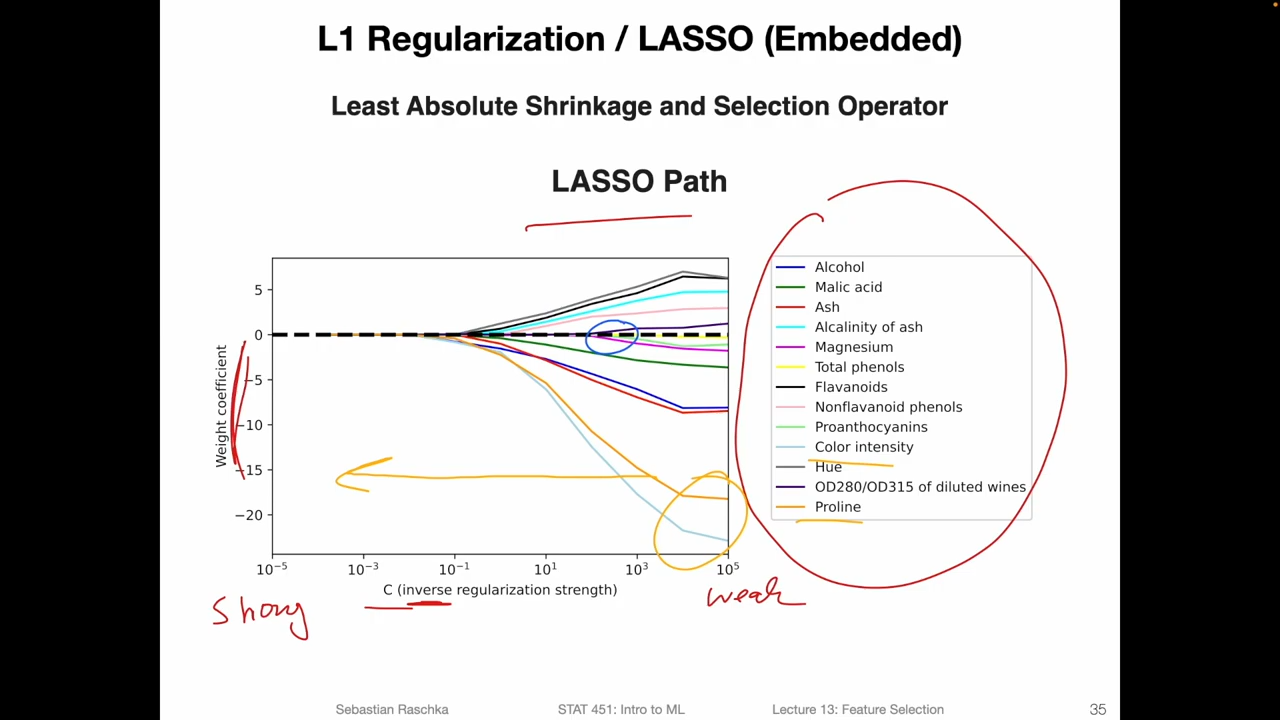 L1 Regularization / LASSO (Embedded)
Least Absolute Shrinkage and Selection Operator
LASSO Path
Weight coefficient
5
0
−5
−10
−15
−20
10⁻⁵
10⁻³
10⁻¹
10¹
10³
10⁵
C (inverse regularization strength)
Alcohol
Malic acid
Ash
Alcalinity of ash
Magnesium
Total phenols
Flavanoids
Nonflavanoid phenols
Proanthocyanins
Color intensity
Hue
OD280/OD315 of diluted wines
Proline
Strong
weak
Sebastian Raschka
STAT 451: Intro to ML
Lecture 13: Feature Selection
35